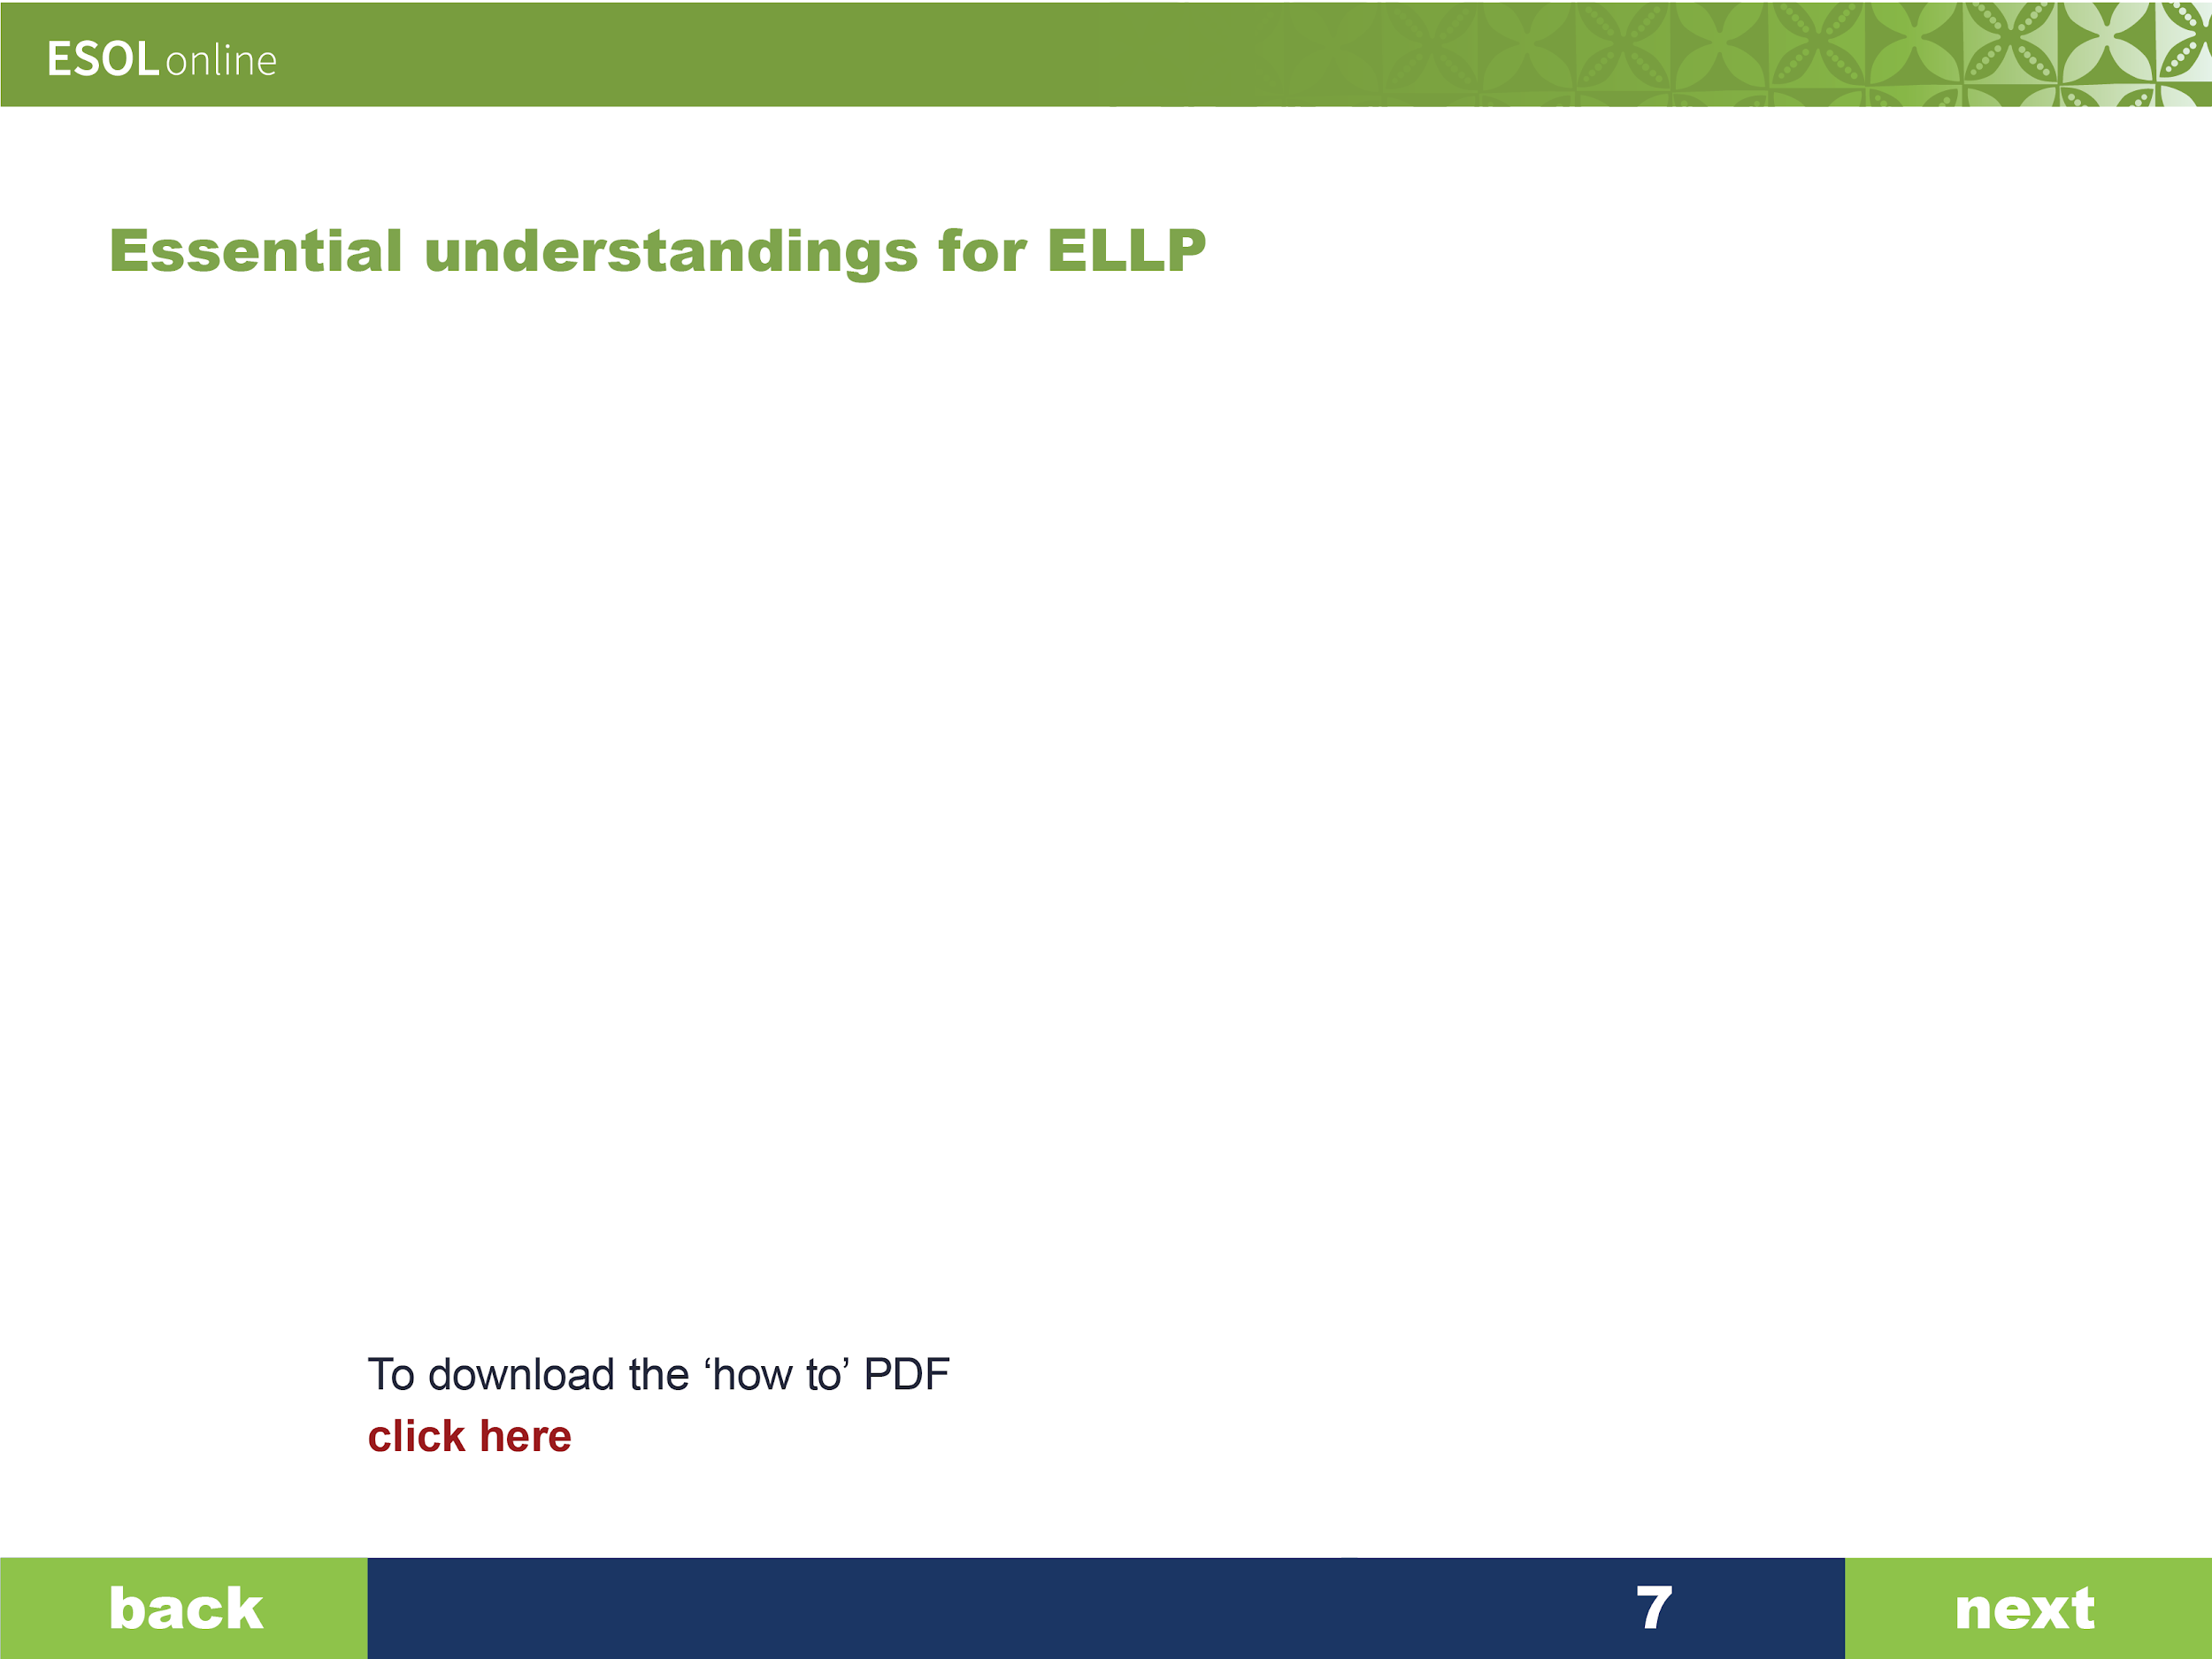 ESOL online
Essential understandings for ELLP
To download the ‘how to’ PDF
click here
back
7
next